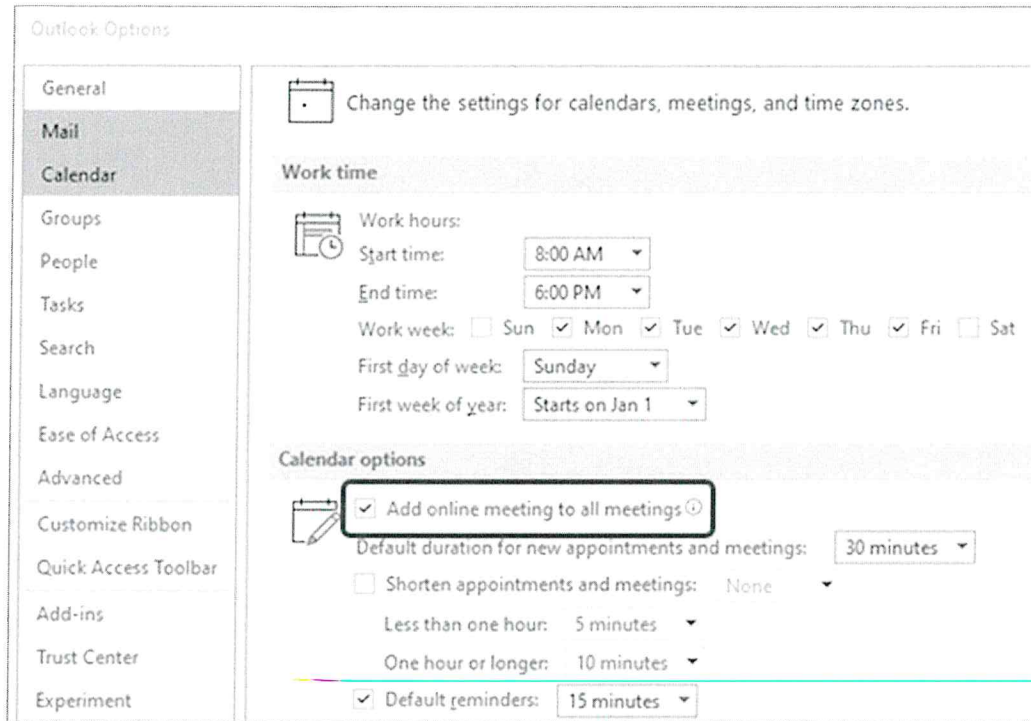 Outlook Options
General
Mail
Calendar
Groups
People
Tasks
Search
Language
Ease of Access
Advanced
Customize Ribbon
Quick Access Toolbar
Add-ins
Trust Center
Experiment
Change the settings for calendars, meetings, and time zones.
Work time
Work hours:
Start time: 8:00 AM
End time: 6:00 PM
Work week: Sun Mon Tue Wed Thu Fri Sat
First day of week: Sunday
First week of year: Starts on Jan 1
Calendar options
Add online meeting to all meetings
Default duration for new appointments and meetings: 30 minutes
Shorten appointments and meetings: None
Less than one hour: 5 minutes
One hour or longer: 10 minutes
Default reminders: 15 minutes